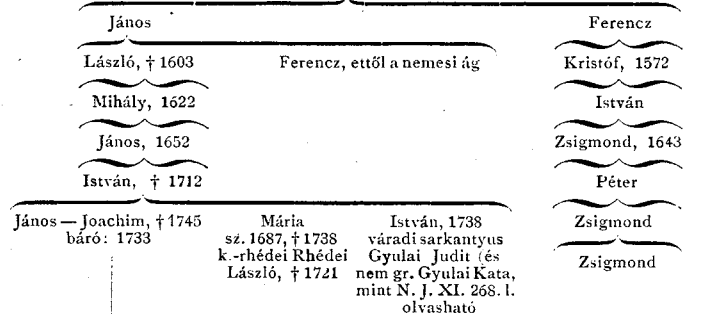 János Ferencz
László, † 1603 Ferencz, ettől a nemesi ág Kristóf, 1572
Mihály, 1622 István
János, 1652 Zsigmond, 1643
István, † 1712 Péter
János — Joachim, † 1745 Mária István, 1738 Zsigmond
báró: 1733 sz. 1687, † 1738 váradi sarkantyus
k.-rhédei Rhédei Gyulai Judit (és Zsigmond
László, † 1721 nem gr. Gyulai Kata,
mint N. J. XI. 268. l.
olvasható